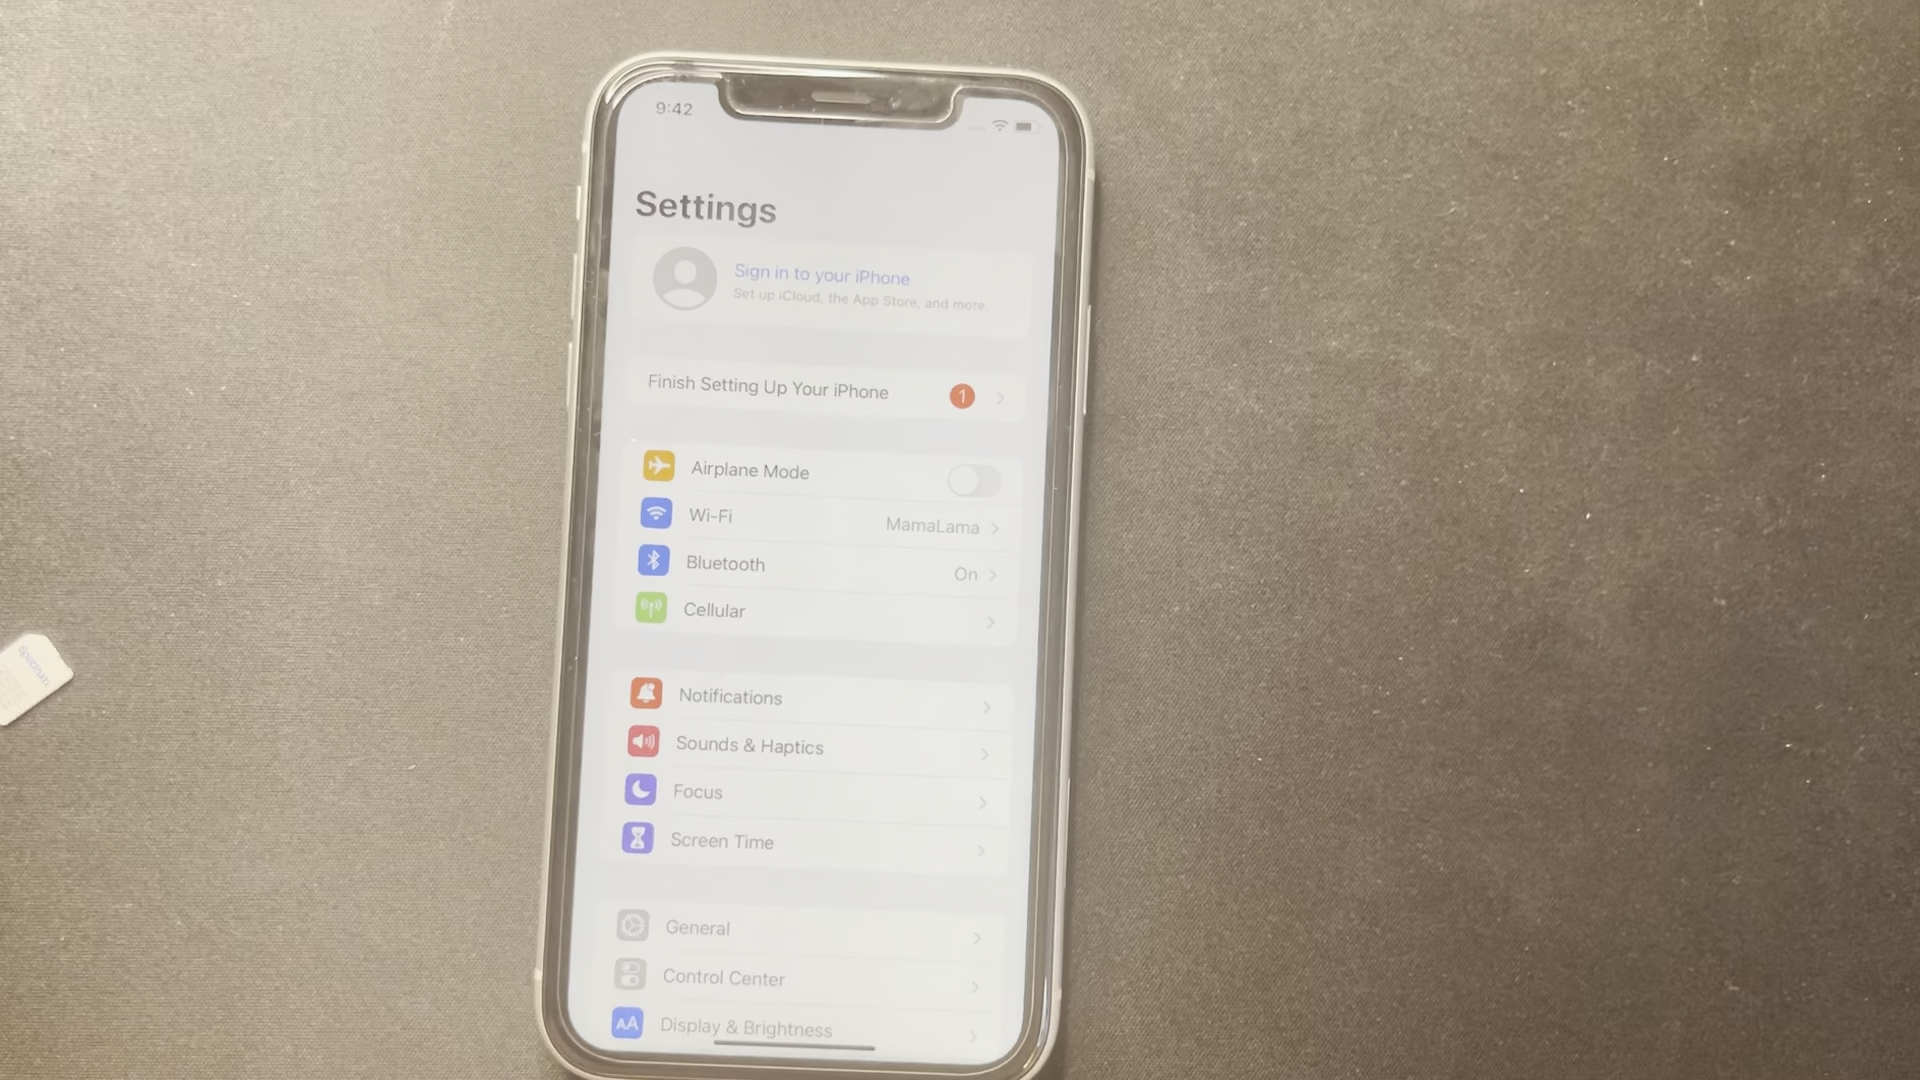 9:42
Settings
Sign in to your iPhone
Set up iCloud, the App Store, and more.
Finish Setting Up Your iPhone
1
Airplane Mode
Wi-Fi
MamaLama
Bluetooth
On
Cellular
Notifications
Sounds & Haptics
Focus
Screen Time
General
Control Center
AA
Display & Brightness
Spectrum